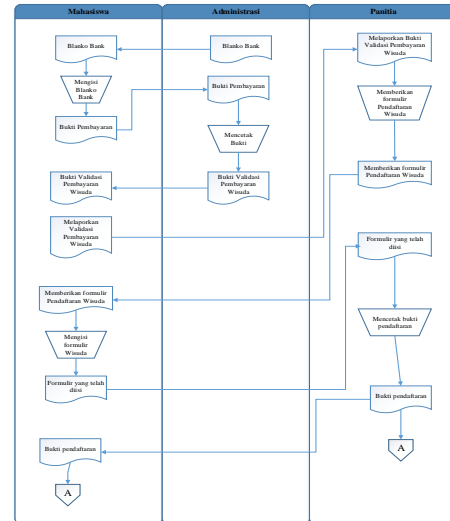 Mahasiswa
Administrasi
Panitia
Blanko Bank
Mengisi
Blanko
Bank
Bukti Pembayaran
Bukti Validasi
Pembayaran
Wisuda
Melaporkan
Validasi
Pembayaran
Wisuda
Memberikan formulir
Pendaftaran Wisuda
Mengisi
formulir
Wisuda
Formulir yang telah
diisi
Bukti pendaftaran
A
Blanko Bank
Bukti Pembayaran
Mencetak
Bukti
Bukti Validasi
Pembayaran
Wisuda
Melaporkan Bukti
Validasi Pembayaran
Wisuda
Memberikan
formulir
Pendaftaran
Wisuda
Memberikan formulir
Pendaftaran Wisuda
Formulir yang telah
diisi
Mencetak bukti
pendaftaran
Bukti pendaftaran
A